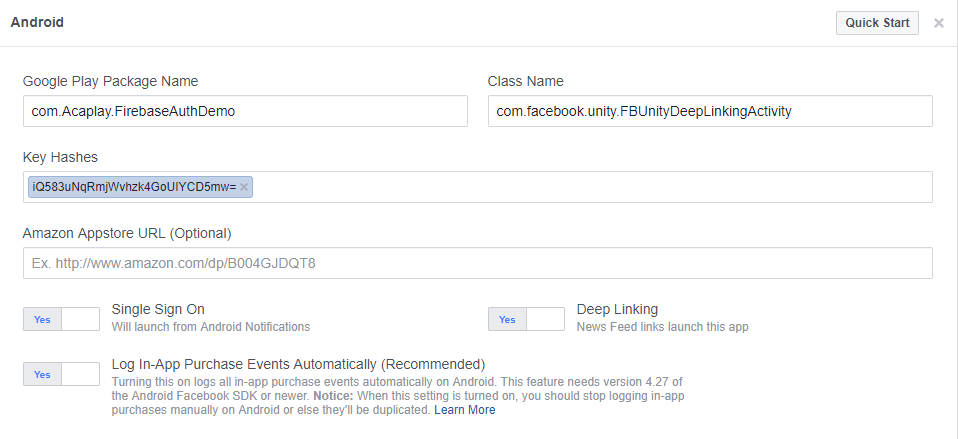 Android
Quick Start
Google Play Package Name
Class Name
com.Acaplay.FirebaseAuthDemo
com.facebook.unity.FBUnityDeepLinkingActivity
Key Hashes
iQ583uNqRmjWvhzk4GoUIYCD5mw=
Amazon Appstore URL (Optional)
Ex. http://www.amazon.com/dp/B004GJDQT8
Yes
Single Sign On
Will launch from Android Notifications
Yes
Deep Linking
News Feed links launch this app
Yes
Log In-App Purchase Events Automatically (Recommended)
Turning this on logs all in-app purchase events automatically on Android. This feature needs version 4.27 of
the Android Facebook SDK or newer. Notice: When this setting is turned on, you should stop logging in-app
purchases manually on Android or else they'll be duplicated. Learn More